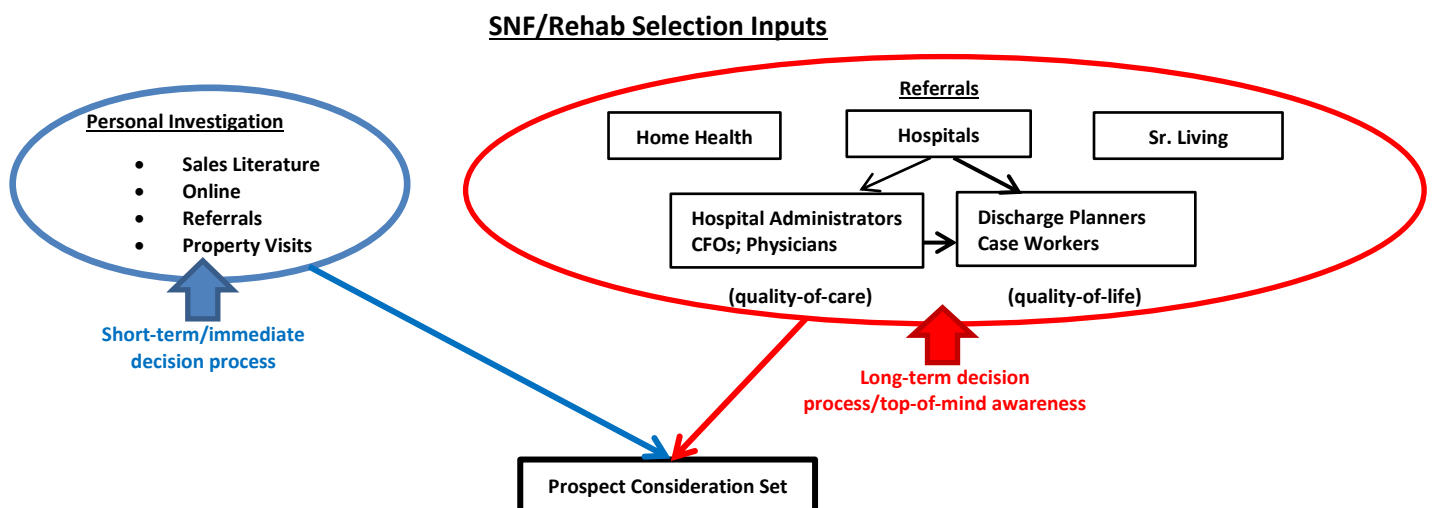 SNF/Rehab Selection Inputs
Personal Investigation
• Sales Literature
• Online
• Referrals
• Property Visits
Short-term/immediate
decision process
Referrals
Home Health
Hospitals
Sr. Living
Hospital Administrators
CFOs; Physicians
Discharge Planners
Case Workers
(quality-of-care)
(quality-of-life)
Long-term decision
process/top-of-mind awareness
Prospect Consideration Set